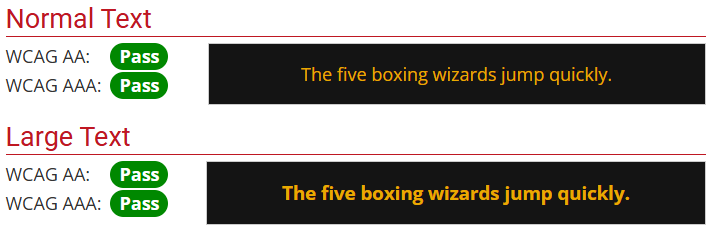 Normal Text
WCAG AA: Pass
WCAG AAA: Pass
The five boxing wizards jump quickly.
Large Text
WCAG AA: Pass
WCAG AAA: Pass
The five boxing wizards jump quickly.